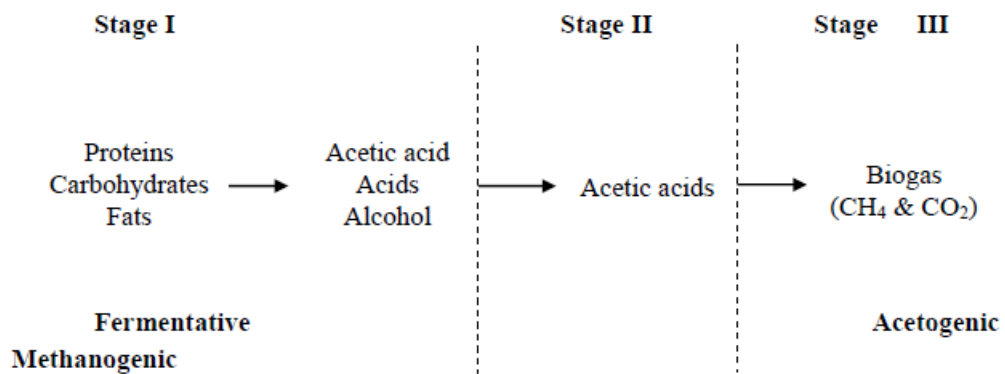 Stage I Stage II Stage III
Proteins
Carbohydrates
Fats
Acetic acid
Acids
Alcohol
Acetic acids
Biogas
(CH₄ & CO₂)
Fermentative Acetogenic
Methanogenic